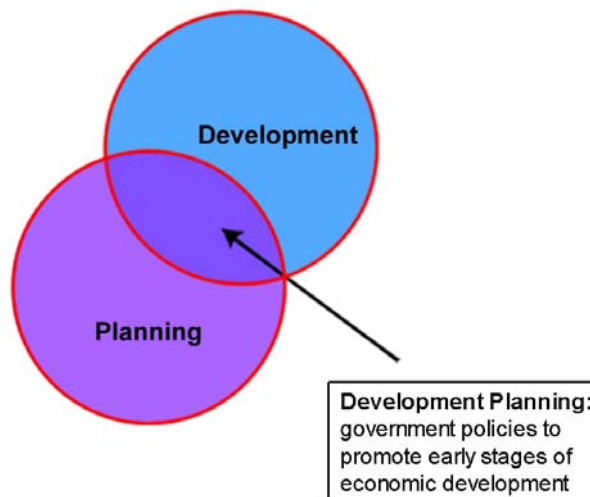 Development
Planning
Development Planning:
government policies to
promote early stages of
economic development